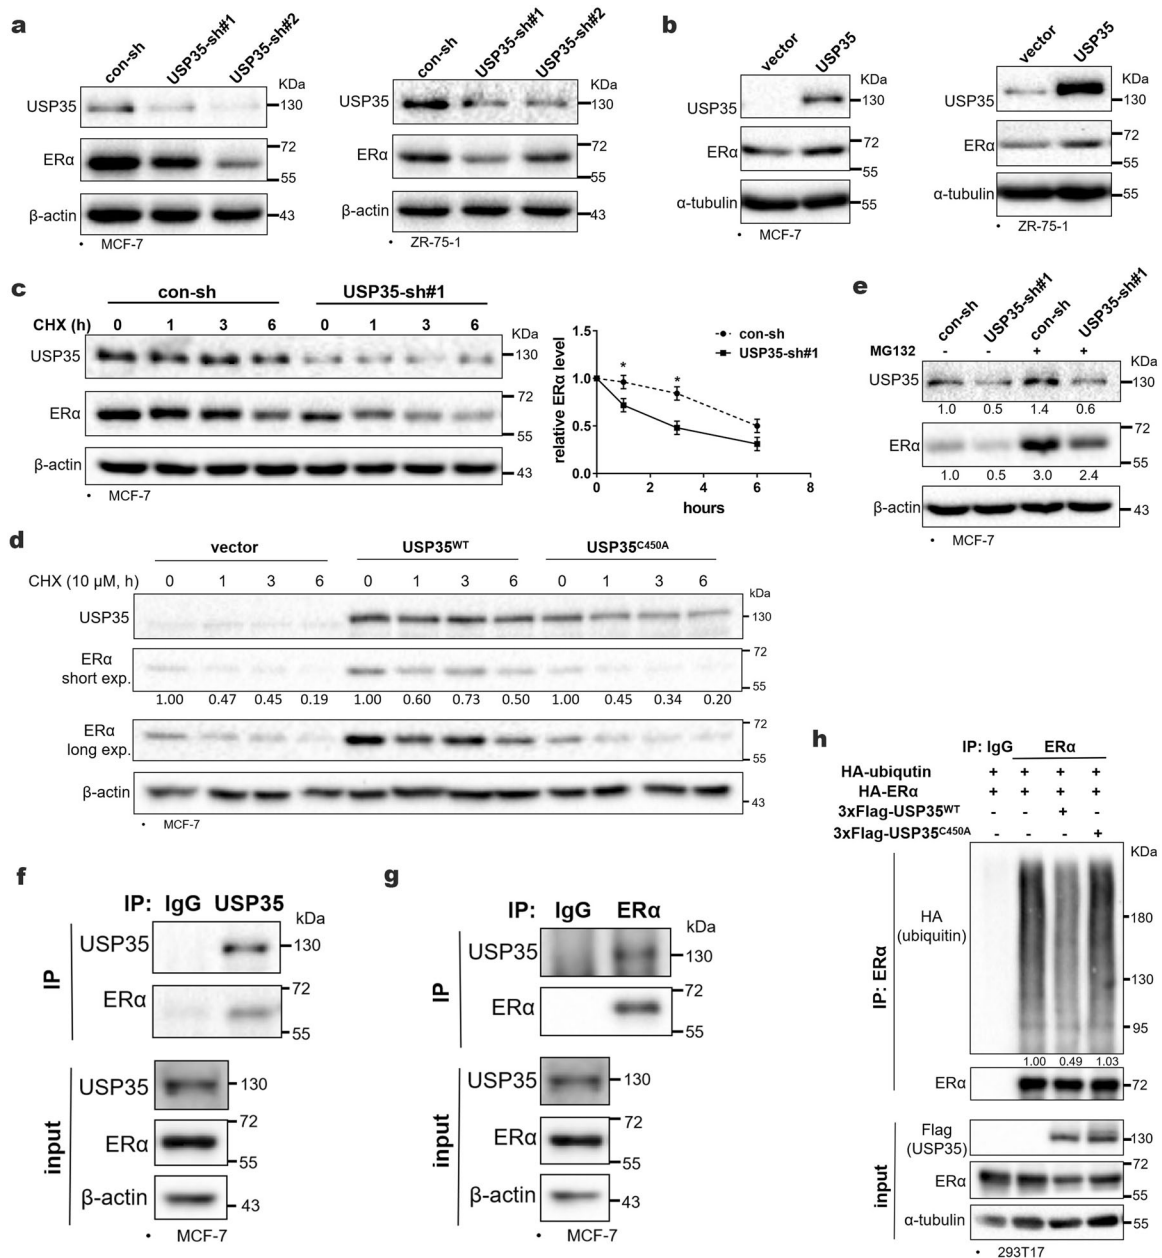 a
con-sh USP35-sh#1 USP35-sh#2
KDa
USP35 130
ERα 72
55
β-actin 43
• MCF-7
con-sh USP35-sh#1 USP35-sh#2
KDa
USP35 130
ERα 72
55
β-actin 43
• ZR-75-1
b
vector USP35
KDa
USP35 130
ERα 72
55
α-tubulin 55
• MCF-7
vector USP35
KDa
USP35 130
ERα 72
55
α-tubulin 55
• ZR-75-1
c
con-sh USP35-sh#1
CHX (h) 0 1 3 6 0 1 3 6
KDa
USP35 130
ERα 72
55
β-actin 43
• MCF-7
relative ERα level
1.5
1.0
0.5
0.0
0 2 4 6 8
hours
con-sh
USP35-sh#1
* *
e
con-sh USP35-sh#1 con-sh USP35-sh#1
MG132 - - + +
KDa
USP35 130
1.0 0.5 1.4 0.6
ERα 72
55
1.0 0.5 3.0 2.4
β-actin 43
• MCF-7
d
vector USP35WT USP35C450A
CHX (10 μM, h) 0 1 3 6 0 1 3 6 0 1 3 6
kDa
USP35 130
ERα short exp. 72
55
1.00 0.47 0.45 0.19 1.00 0.60 0.73 0.50 1.00 0.45 0.34 0.20
ERα long exp. 72
55
β-actin 43
• MCF-7
f
IP: IgG USP35
kDa
IP
USP35 130
ERα 72
55
input
USP35 130
ERα 72
55
β-actin 43
• MCF-7
g
IP: IgG ERα
kDa
IP
USP35 130
ERα 72
55
input
USP35 130
ERα 72
55
β-actin 43
• MCF-7
h
IP: IgG ERα
HA-ubiqutin + + + +
HA-ERα + + + +
3xFlag-USP35WT - - + -
3xFlag-USP35C450A - - - +
KDa
IP: ERα
HA (ubiquitin)
180
130
95
1.00 0.49 1.03
ERα 72
input
Flag (USP35) 130
ERα 72
55
α-tubulin 55
• 293T17